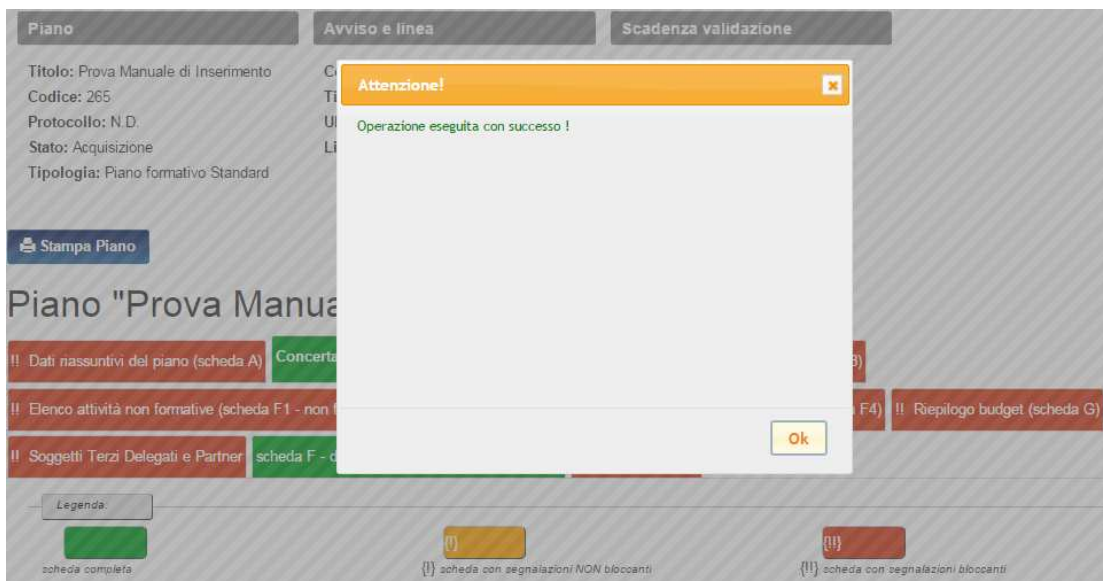 Piano
Avviso e linea
Scadenza validazione
Titolo: Prova Manuale di Inserimento
Codice: 265
Protocollo: N.D.
Stato: Acquisizione
Tipologia: Piano formativo Standard
Attenzione!
Operazione eseguita con successo !
Ok
Stampa Piano
Piano "Prova
!! Dati riassuntivi del piano (scheda A)
!! Elenco attività non formative (scheda F1 - non
F4)
!! Riepilogo budget (scheda G)
!! Soggetti Terzi Delegati e Partner
scheda F -
Legenda:
{!}
{!!}
scheda completa
{!} scheda con segnalazioni NON bloccanti
{!!} scheda con segnalazioni bloccanti